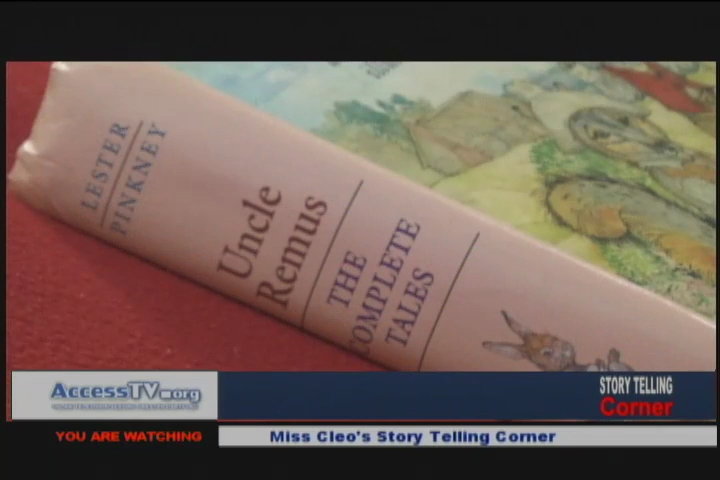 LESTER
PINKNEY
Uncle
Remus
THE
COMPLETE
TALES
AccessTV.org
STORY TELLING
Corner
YOU ARE WATCHING
Miss Cleo's Story Telling Corner